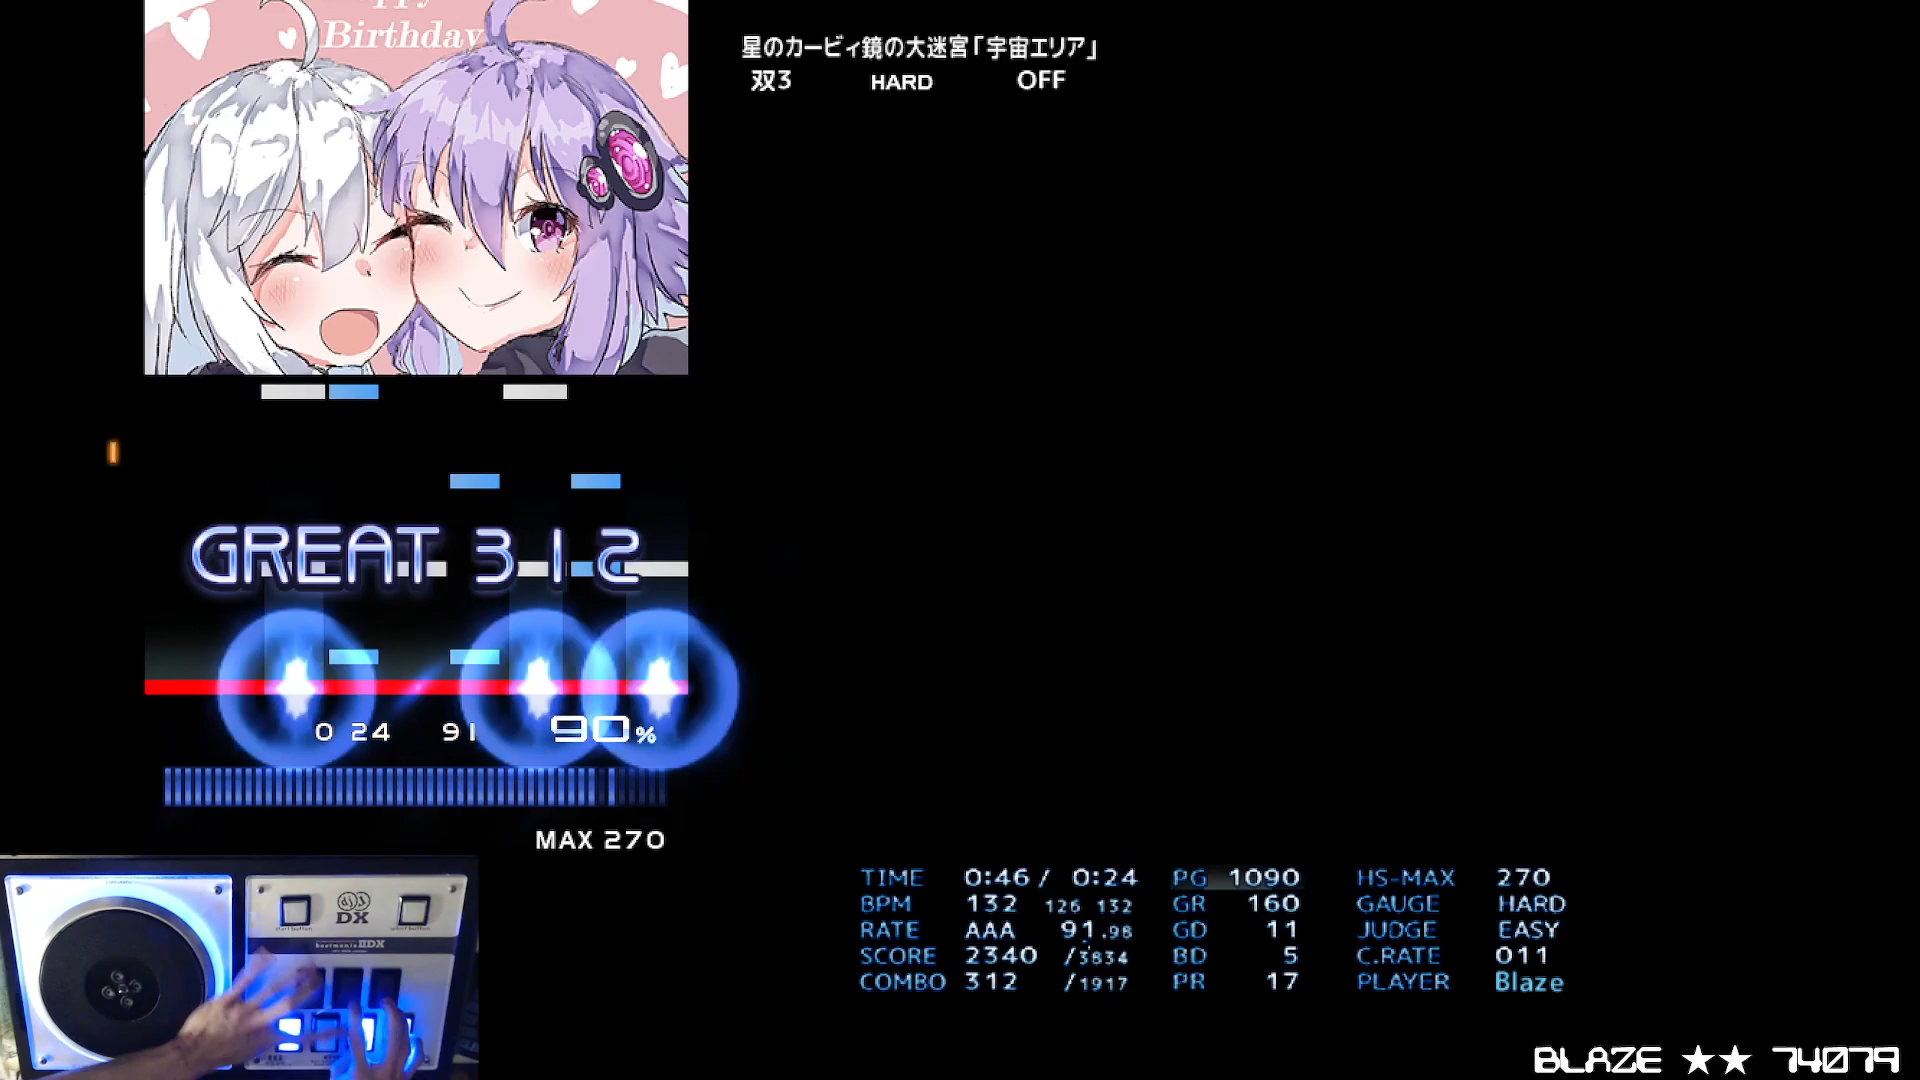 Birthday
星のカービィ鏡の大迷宮「宇宙エリア」
双3 HARD OFF
GREAT 312
0 24 91 90%
MAX 270
TIME 0:46 / 0:24 PG 1090 HS-MAX 270
BPM 132 126 132 GR 160 GAUGE HARD
RATE AAA 91.98 GD 11 JUDGE EASY
SCORE 2340 /3834 BD 5 C.RATE 011
COMBO 312 /1917 PR 17 PLAYER Blaze
DX
beatmania IIDX
BLAZE ★★ 74079